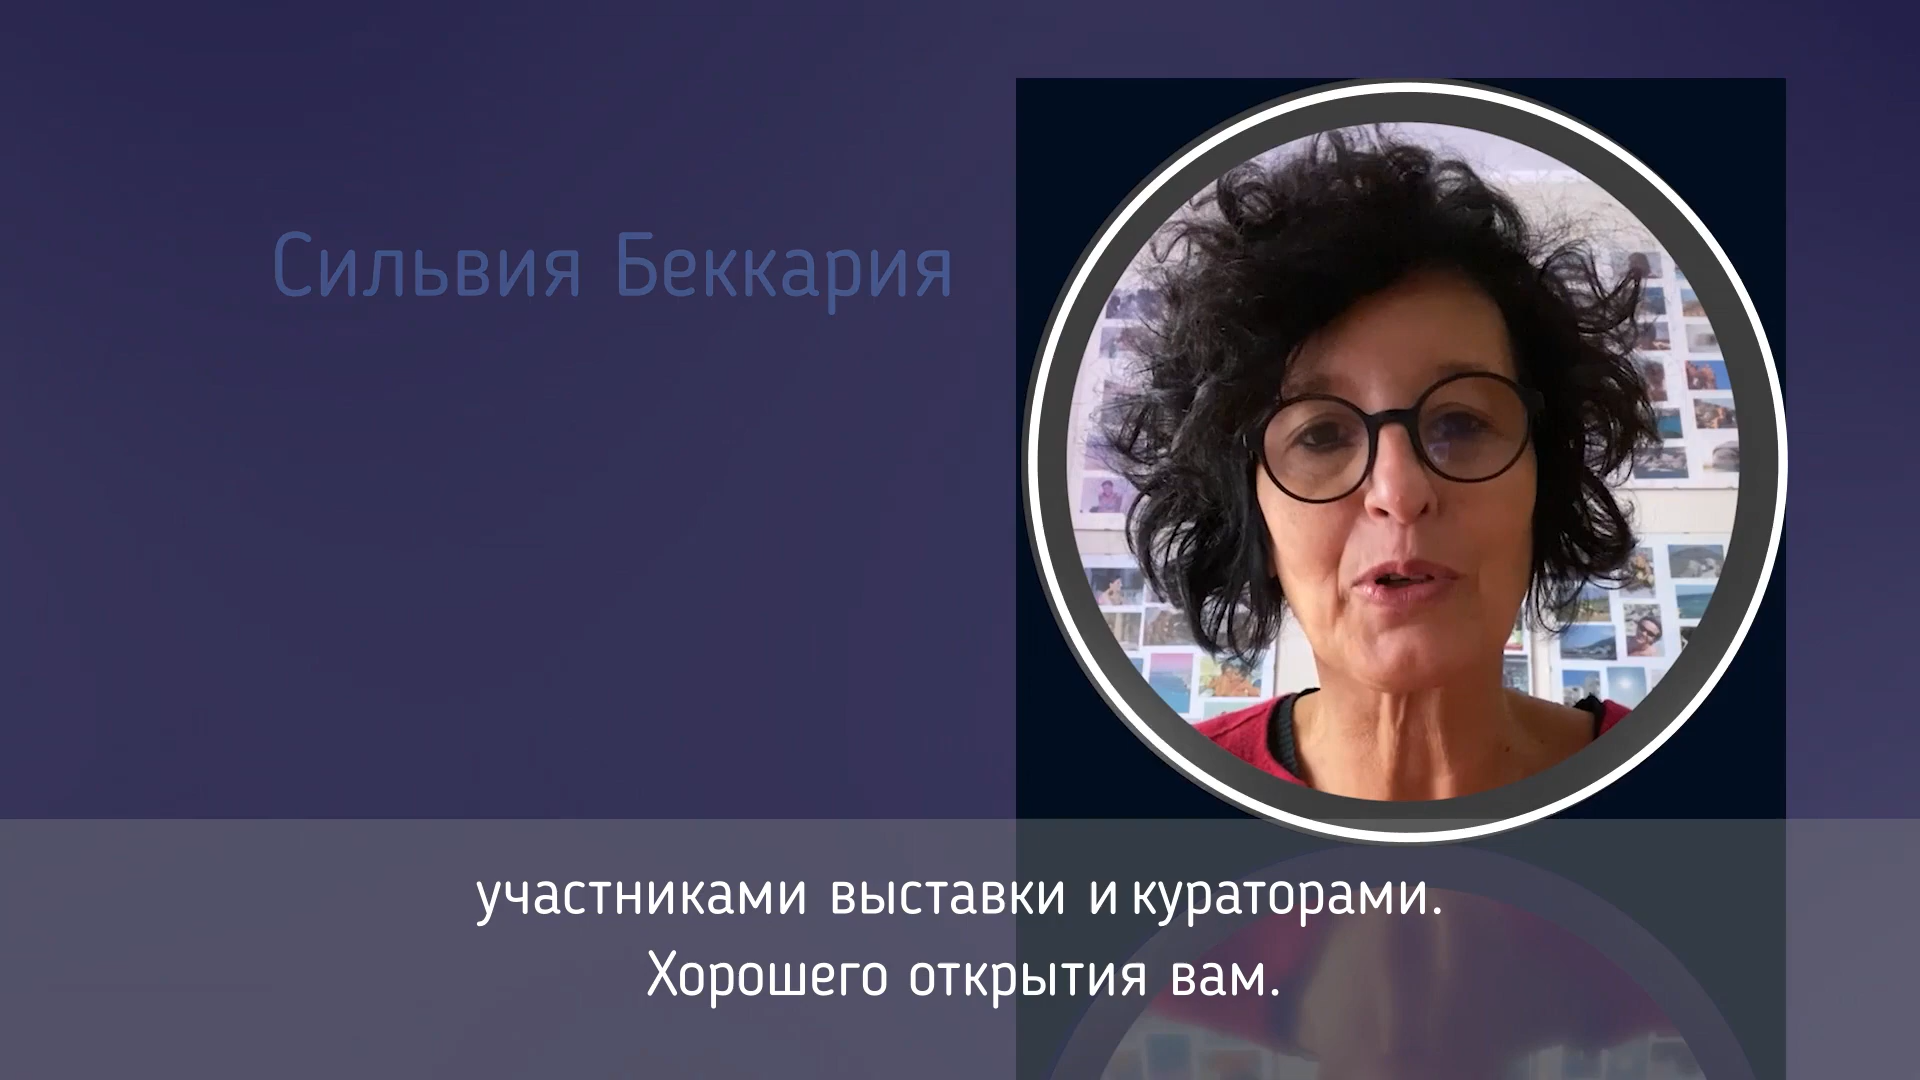 Сильвия Беккария
участниками выставки и кураторами.
Хорошего открытия вам.